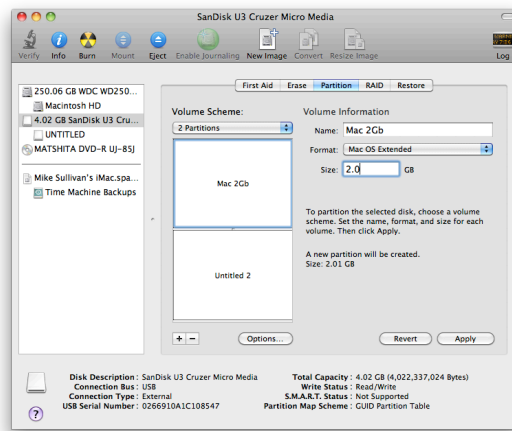 SanDisk U3 Cruzer Micro Media
Verify Info Burn Mount Eject Enable Journaling New Image Convert Resize Image Log
250.06 GB WDC WD250...
Macintosh HD
4.02 GB SanDisk U3 Cru...
UNTITLED
MATSHITA DVD-R UJ-85J
Mike Sullivan's iMac.spa...
Time Machine Backups
First Aid Erase Partition RAID Restore
Volume Scheme:
2 Partitions
Mac 2Gb
Untitled 2
+ − Options...
Volume Information
Name: Mac 2Gb
Format: Mac OS Extended
Size: 2.0 GB
To partition the selected disk, choose a volume
scheme. Set the name, format, and size for each
volume. Then click Apply.
A new partition will be created.
Size: 2.01 GB
Revert Apply
Disk Description : SanDisk U3 Cruzer Micro Media
Connection Bus : USB
Connection Type : External
USB Serial Number : 0266910A1C108547
Total Capacity : 4.02 GB (4,022,337,024 Bytes)
Write Status : Read/Write
S.M.A.R.T. Status : Not Supported
Partition Map Scheme : GUID Partition Table
?